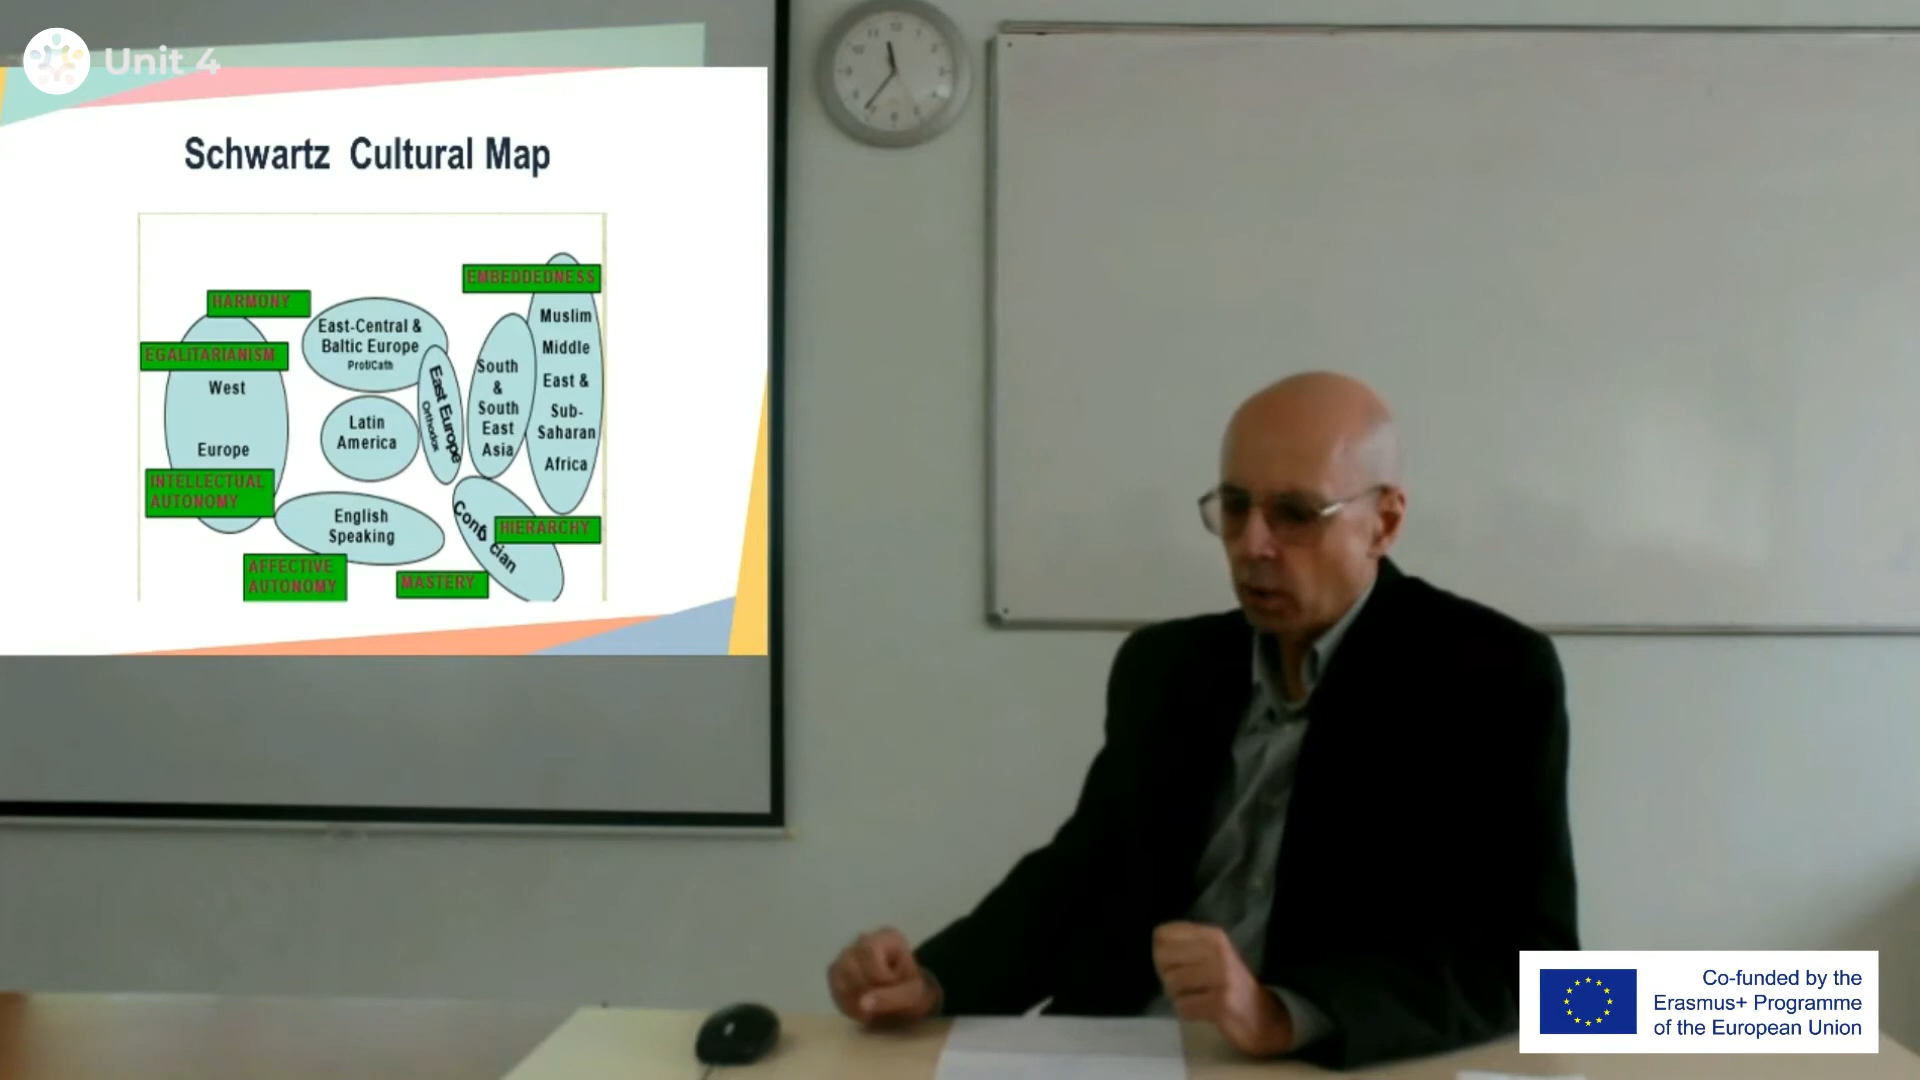 Unit 4
Schwartz Cultural Map
EMBEDDEDNESS
HARMONY
EGALITARIANISM
West
Europe
INTELLECTUAL
AUTONOMY
East-Central &
Baltic Europe
Prot/Cath
East Europe
Orthodox
Latin
America
South
&
South
East
Asia
Muslim
Middle
East &
Sub-
Saharan
Africa
English
Speaking
Confucian
HIERARCHY
AFFECTIVE
AUTONOMY
MASTERY
Co-funded by the
Erasmus+ Programme
of the European Union